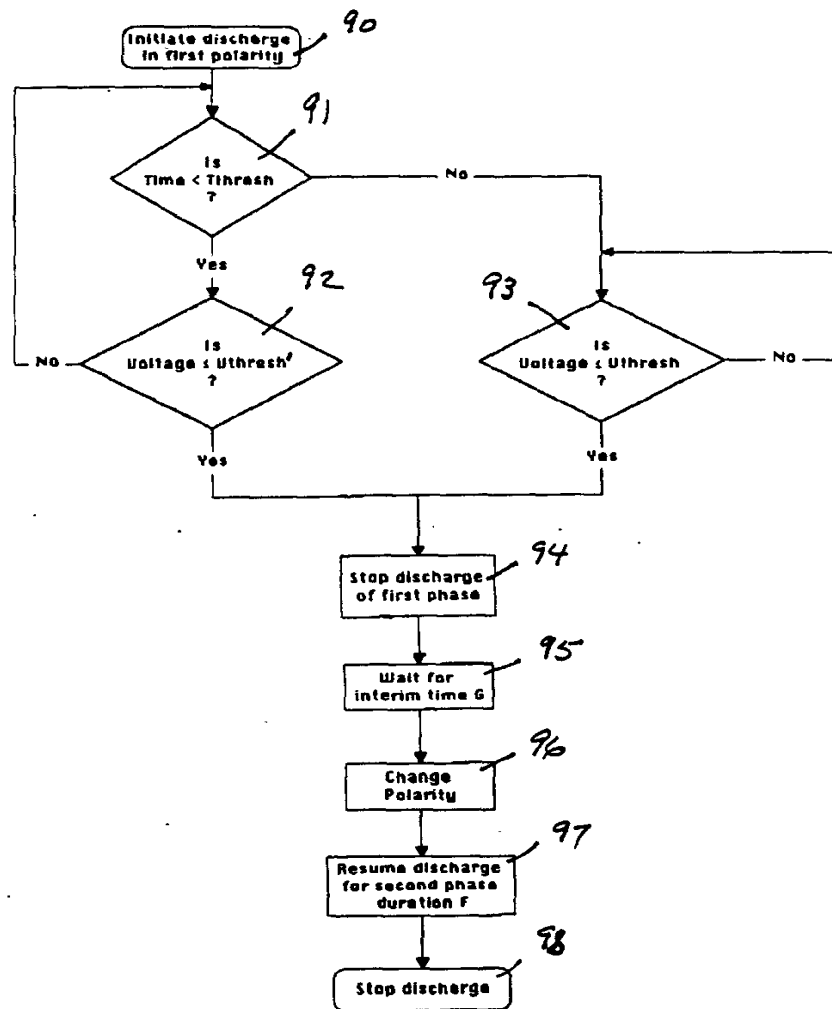 90
Initiate discharge
in first polarity
91
Is
Time < Tthresh
?
No
Yes
92
93
Is
Voltage ≤ Vthresh'
?
Is
Voltage ≤ Vthresh
?
No
No
Yes
Yes
94
Stop discharge
of first phase
95
Wait for
interim time G
96
Change
Polarity
97
Resume discharge
for second phase
duration F
98
Stop discharge